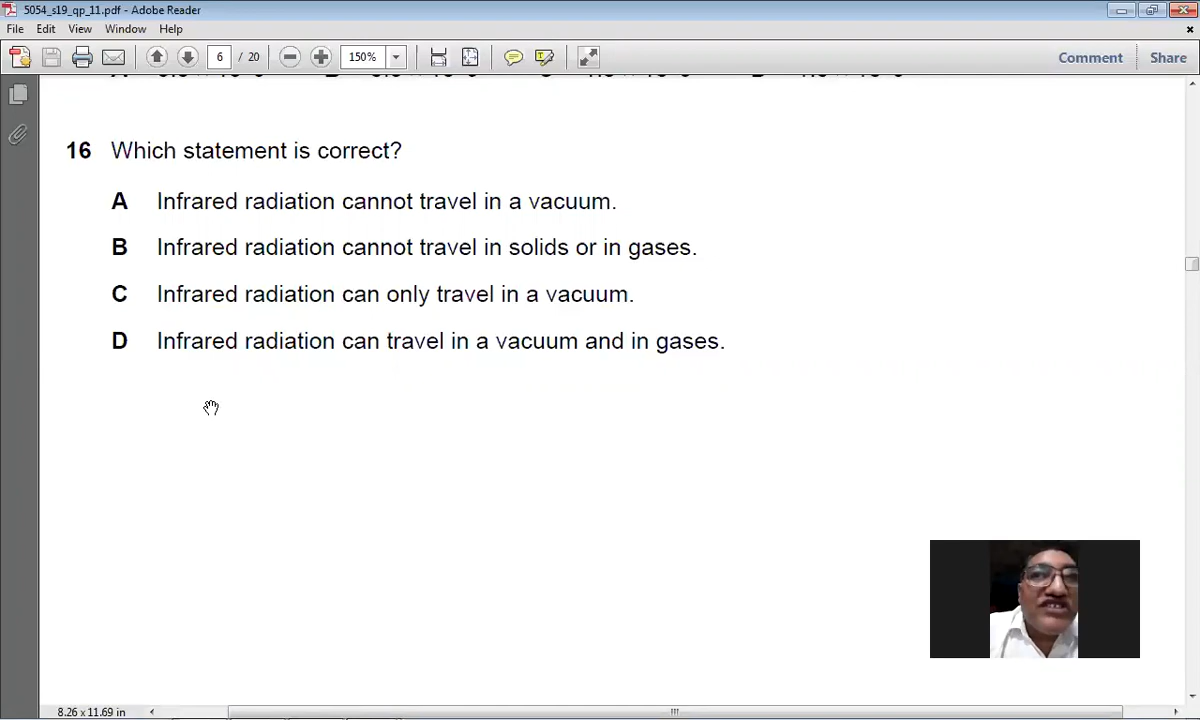 5054_s19_qp_11.pdf - Adobe Reader
File Edit View Window Help
6 / 20 150% Comment Share
16 Which statement is correct?
A Infrared radiation cannot travel in a vacuum.
B Infrared radiation cannot travel in solids or in gases.
C Infrared radiation can only travel in a vacuum.
D Infrared radiation can travel in a vacuum and in gases.
8.26 x 11.69 in